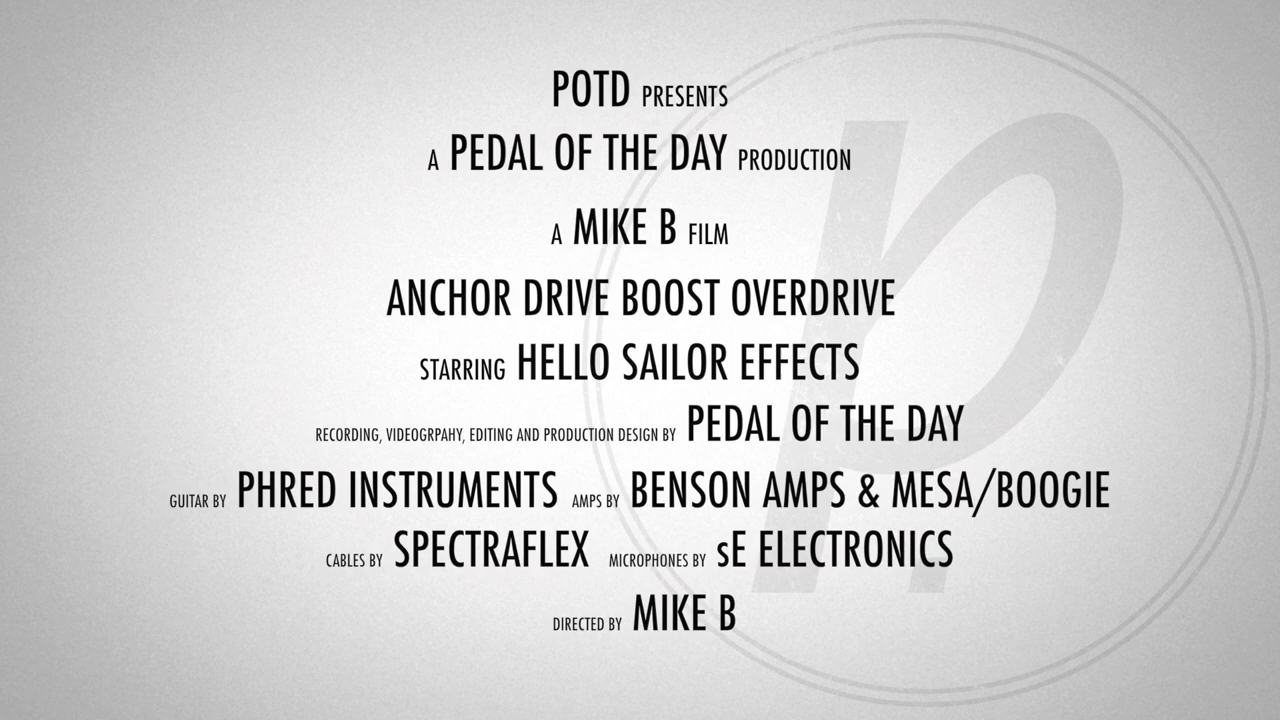 POTD PRESENTS
A PEDAL OF THE DAY PRODUCTION
A MIKE B FILM
ANCHOR DRIVE BOOST OVERDRIVE
STARRING HELLO SAILOR EFFECTS
RECORDING, VIDEOGRPAHY, EDITING AND PRODUCTION DESIGN BY PEDAL OF THE DAY
GUITAR BY PHRED INSTRUMENTS AMPS BY BENSON AMPS & MESA/BOOGIE
CABLES BY SPECTRAFLEX MICROPHONES BY sE ELECTRONICS
DIRECTED BY MIKE B